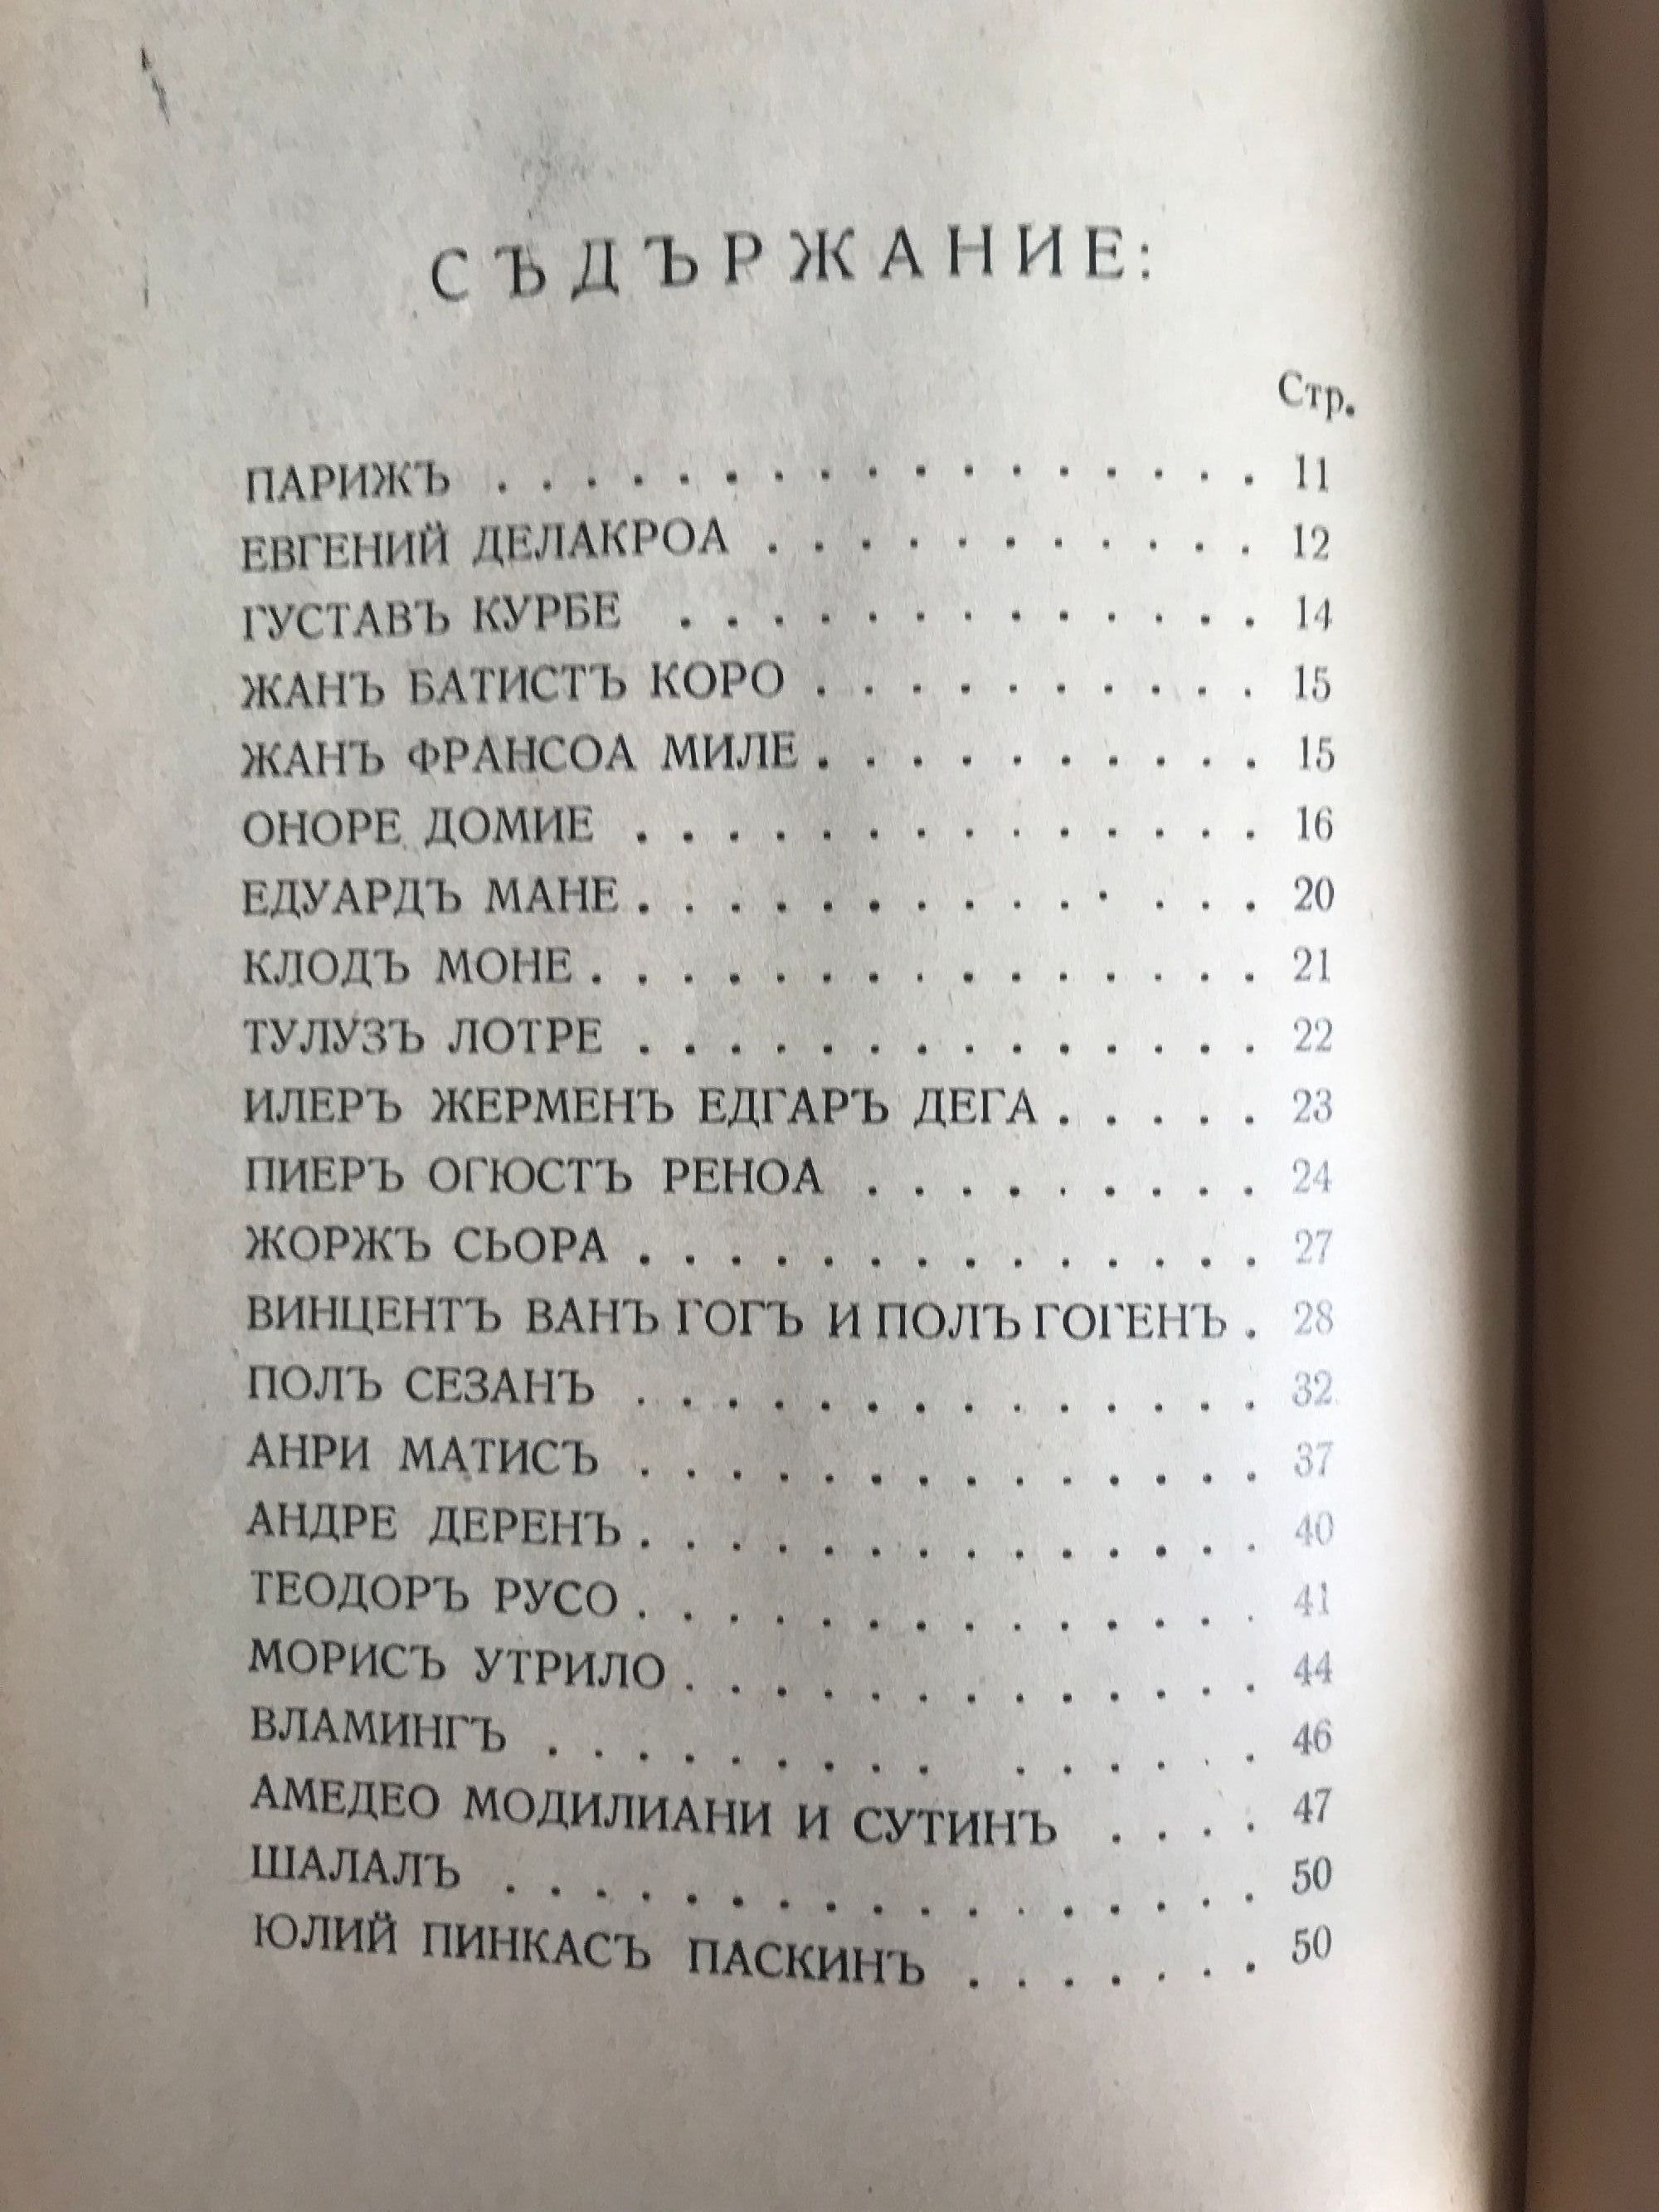 СЪДЪРЖАНИЕ:
Стр.
ПАРИЖЪ . . . . . . . . . . . . . . . . . 11
ЕВГЕНИЙ ДЕЛАКРОА . . . . . . . . . . . 12
ГУСТАВЪ КУРБЕ . . . . . . . . . . . . . 14
ЖАНЪ БАТИСТЪ КОРО . . . . . . . . . . 15
ЖАНЪ ФРАНСОА МИЛЕ . . . . . . . . . . 15
ОНОРЕ ДОМИЕ . . . . . . . . . . . . . . 16
ЕДУАРДЪ МАНЕ . . . . . . . . . . . . . . 20
КЛОДЪ МОНЕ . . . . . . . . . . . . . . . 21
ТУЛУЗЪ ЛОТРЕ . . . . . . . . . . . . . . 22
ИЛЕРЪ ЖЕРМЕНЪ ЕДГАРЪ ДЕГА . . . . . 23
ПИЕРЪ ОГЮСТЪ РЕНОА . . . . . . . . . 24
ЖОРЖЪ СЬОРА . . . . . . . . . . . . . . 27
ВИНЦЕНТЪ ВАНЪ ГОГЪ И ПОЛЪ ГОГЕНЪ . 28
ПОЛЪ СЕЗАНЪ . . . . . . . . . . . . . . 32
АНРИ МАТИСЪ . . . . . . . . . . . . . . 37
АНДРЕ ДЕРЕНЪ . . . . . . . . . . . . . . 40
ТЕОДОРЪ РУСО . . . . . . . . . . . . . . 41
МОРИСЪ УТРИЛО . . . . . . . . . . . . . 44
ВЛАМИНГЪ . . . . . . . . . . . . . . . 46
АМЕДЕО МОДИЛИАНИ И СУТИНЪ . . . . 47
ШАЛАЛЪ . . . . . . . . . . . . . . . . . 50
ЮЛИЙ ПИНКАСЪ ПАСКИНЪ . . . . . . . 50